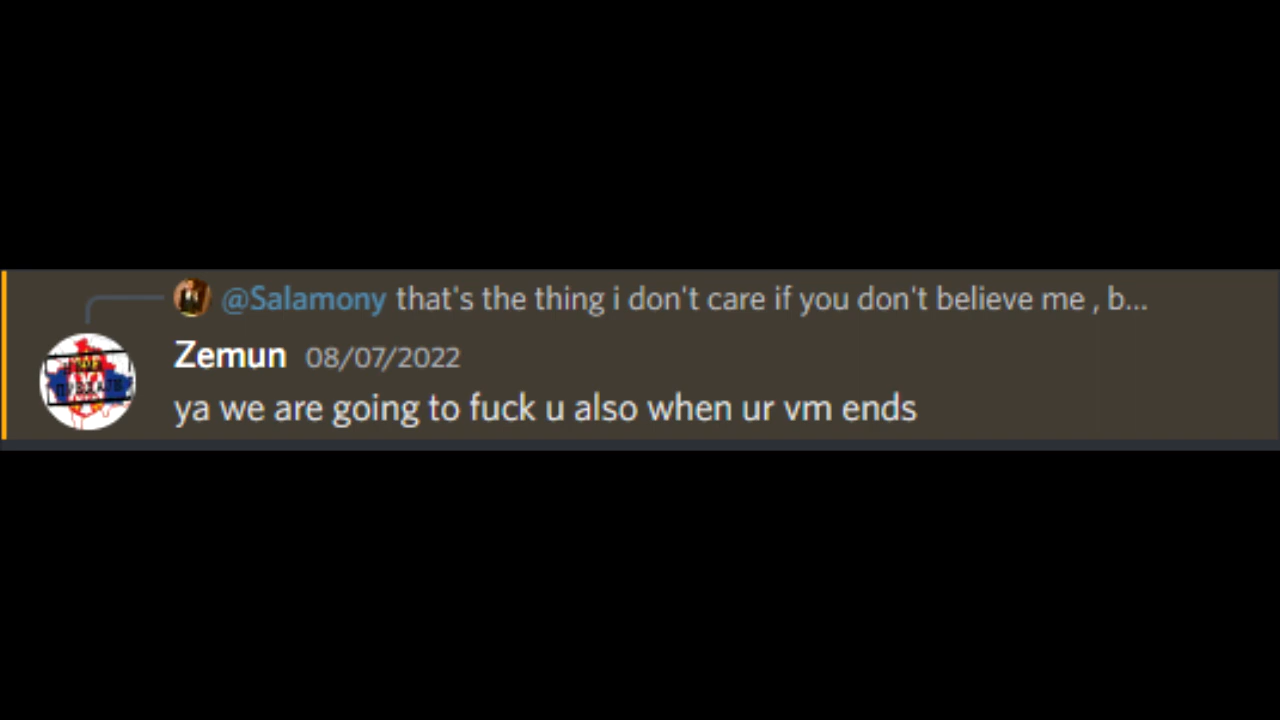 @Salamony that's the thing i don't care if you don't believe me , b...
Zemun 08/07/2022
ya we are going to fuck u also when ur vm ends